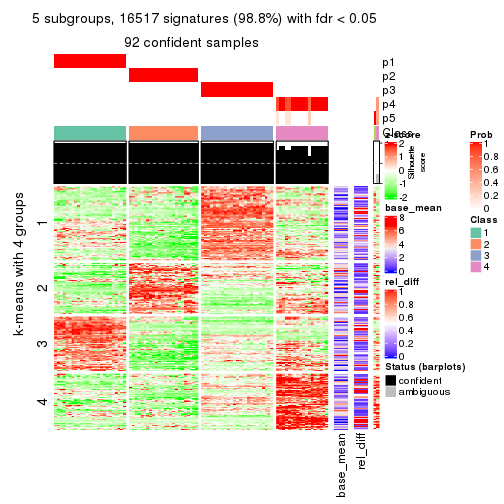 5 subgroups, 16517 signatures (98.8%) with fdr < 0.05
92 confident samples
p1
p2
p3
p4
p5
Class
Silhouette
score
k-means with 4 groups
1
2
3
4
base_mean
rel_diff
z-score
2
1
0
-1
-2
base_mean
8
6
4
2
0
rel_diff
1
0.8
0.6
0.4
0.2
0
Status (barplots)
confident
ambiguous
Prob
1
0.8
0.6
0.4
0.2
0
Class
1
2
3
4